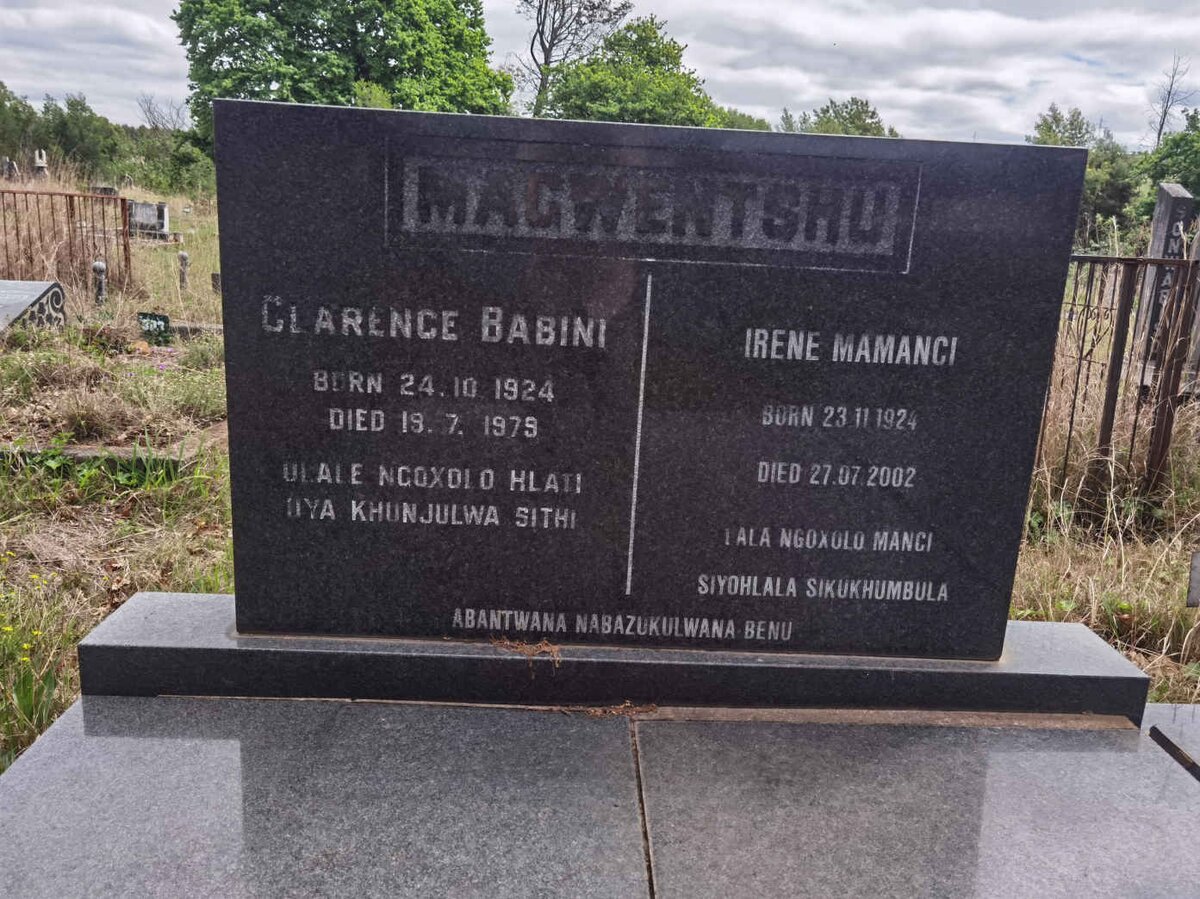 MAGWENTSHU
CLARENCE BABINI
BORN 24.10.1924
DIED 19.7.1979
ULALE NGOXOLO HLATI
UYA KHUNJULWA SITHI
IRENE MAMANCI
BORN 23.11.1924
DIED 27.07.2002
LALA NGOXOLO MANCI
SIYOHLALA SIKUKHUMBULA
ABANTWANA NABAZUKULWANA BENU